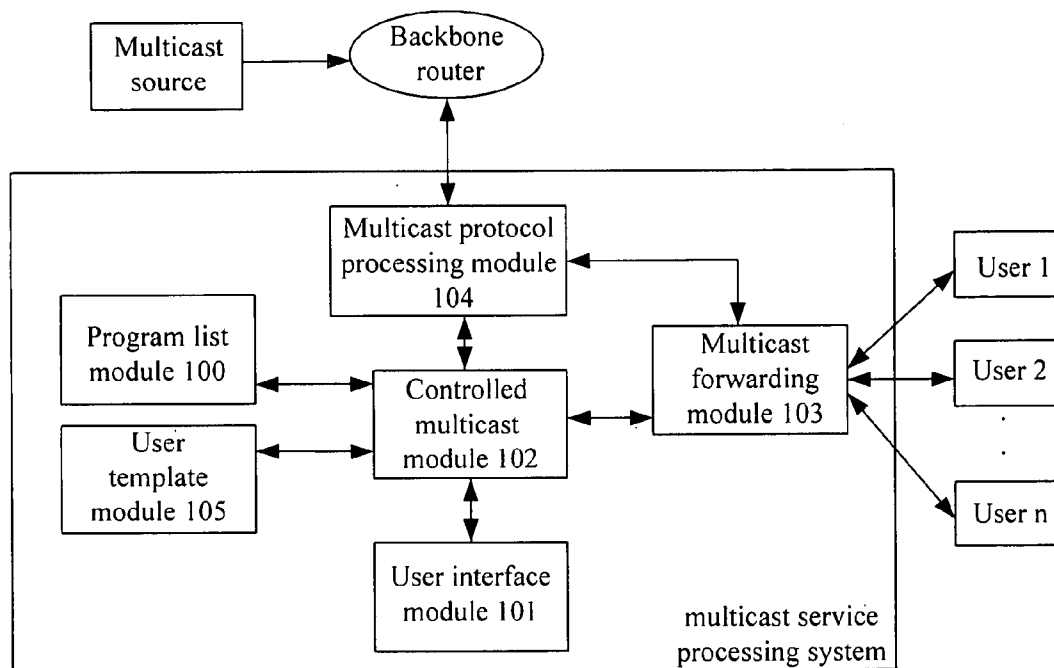 Multicast
source
Backbone
router
Multicast protocol
processing module
104
Program list
module 100
User
template
module 105
Controlled
multicast
module 102
Multicast
forwarding
module 103
User interface
module 101
User 1
User 2
User n
multicast service
processing system